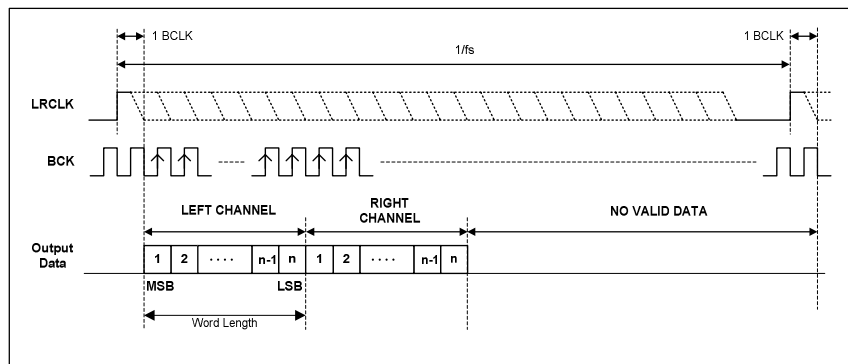 1 BCLK
1 BCLK
1/fs
LRCLK
BCK
LEFT CHANNEL
RIGHT
CHANNEL
NO VALID DATA
Output
Data
1 2 .... n-1 n 1 2 .... n-1 n
MSB
LSB
Word Length